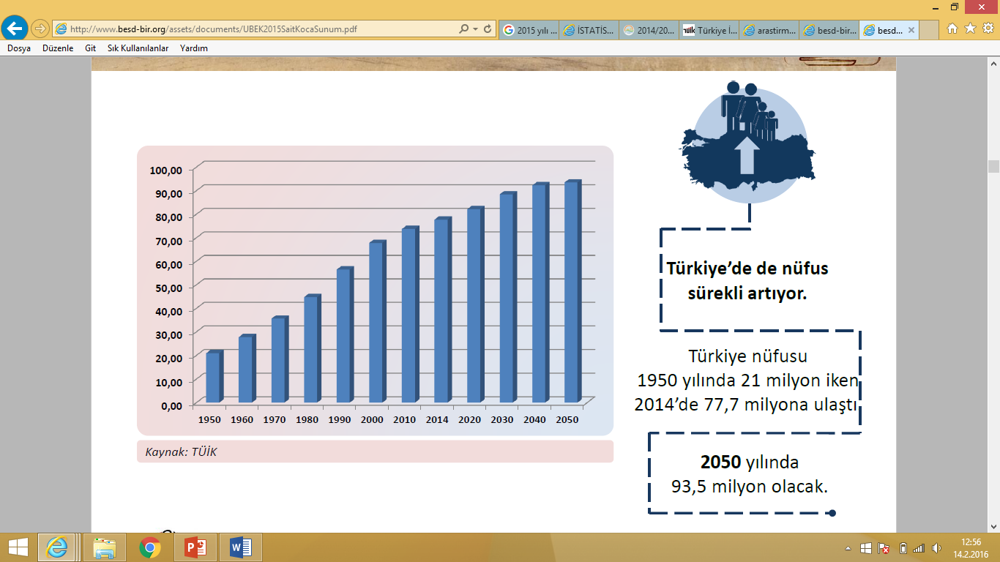 http://www.besd-bir.org/assets/documents/UBEK2015SaitKocaSunum.pdf
2015 yılı ...
İSTATİS...
2014/20...
TÜİK Türkiye İ...
arastirm...
besd-bir...
besd...
Dosya Düzenle Git Sık Kullanılanlar Yardım
100,00
90,00
80,00
70,00
60,00
50,00
40,00
30,00
20,00
10,00
0,00
1950 1960 1970 1980 1990 2000 2010 2014 2020 2030 2040 2050
Kaynak: TÜİK
Türkiye’de de nüfus
sürekli artıyor.
Türkiye nüfusu
1950 yılında 21 milyon iken
2014’de 77,7 milyona ulaştı
2050 yılında
93,5 milyon olacak.
12:56
14.2.2016